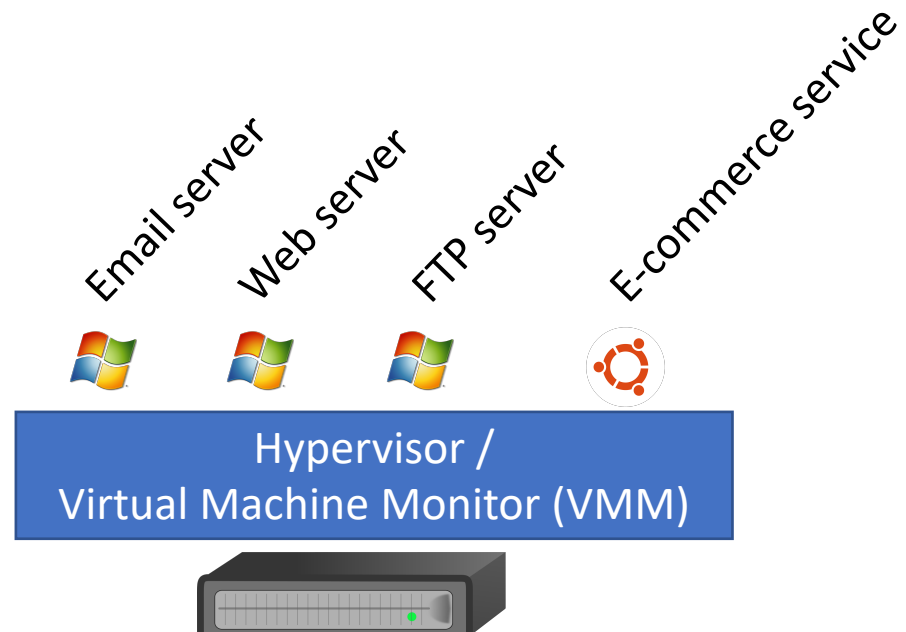 Email server
Web server
FTP server
E-commerce service
Hypervisor /
Virtual Machine Monitor (VMM)